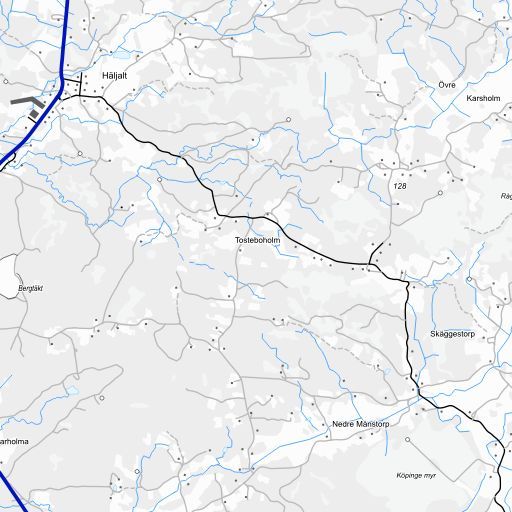 Häljalt
Övre
Karsholm
128
Tosteboholm
Bergtäkt
Skäggestorp
Nedre Månstorp
arholma
Köpinge myr